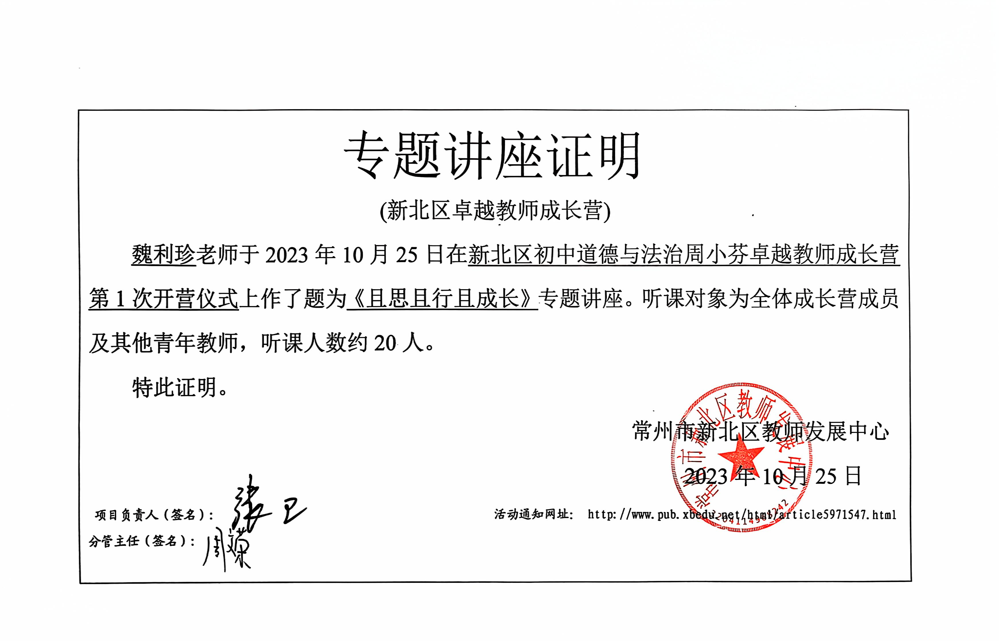 专题讲座证明
(新北区卓越教师成长营)
魏利珍老师于 2023 年 10 月 25 日在新北区初中道德与法治周小芬卓越教师成长营
第 1 次开营仪式上作了题为《且思且行且成长》专题讲座。听课对象为全体成长营成员
及其他青年教师，听课人数约 20 人。
特此证明。
常州市新北区教师发展中心
常州市新北区教师发展中心
2023 年 10 月 25 日
项目负责人（签名）：张
活动通知网址： http://www.pub.xbedu.net/html/article5971547.html
分管主任（签名）：周